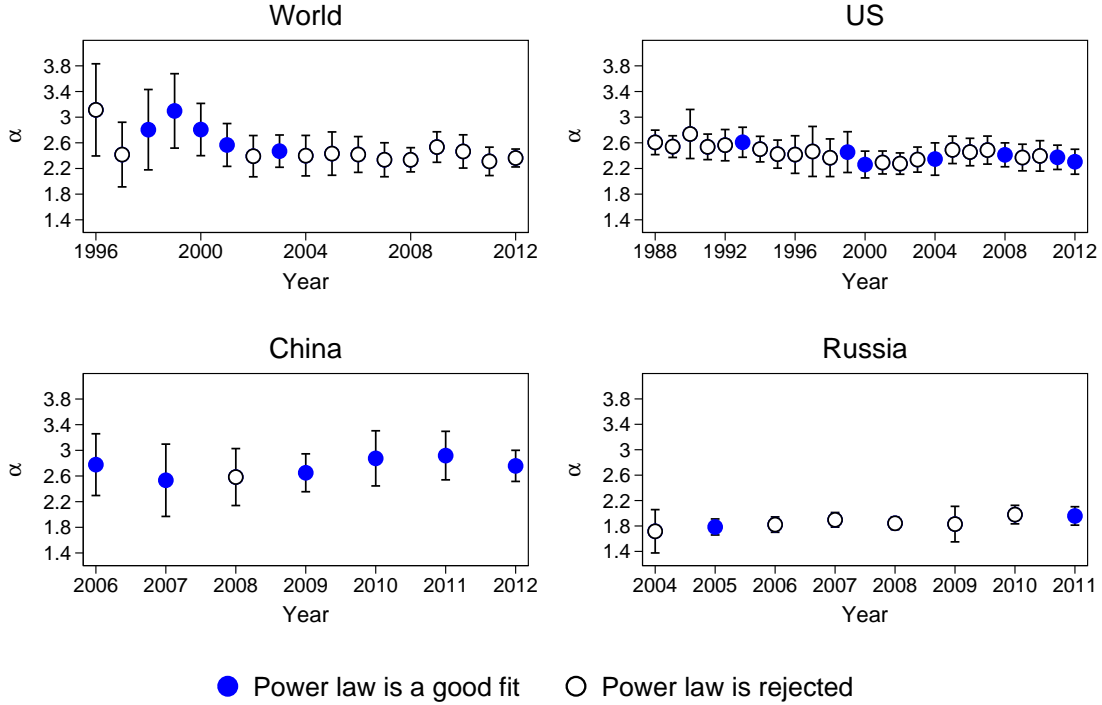 World
α
3.8
3.4
3
2.6
2.2
1.8
1.4
1996 2000 2004 2008 2012
Year
US
α
3.8
3.4
3
2.6
2.2
1.8
1.4
1988 1992 1996 2000 2004 2008 2012
Year
China
α
3.8
3.4
3
2.6
2.2
1.8
1.4
2006 2007 2008 2009 2010 2011 2012
Year
Russia
α
3.8
3.4
3
2.6
2.2
1.8
1.4
2004 2005 2006 2007 2008 2009 2010 2011
Year
Power law is a good fit Power law is rejected